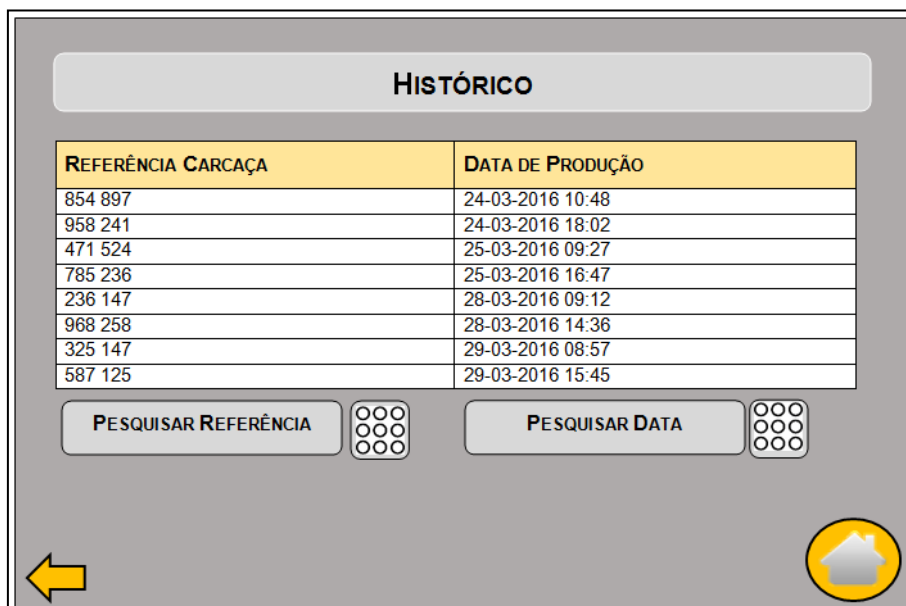 HISTÓRICO
REFERÊNCIA CARCAÇA DATA DE PRODUÇÃO
854 897 24-03-2016 10:48
958 241 24-03-2016 18:02
471 524 25-03-2016 09:27
785 236 25-03-2016 16:47
236 147 28-03-2016 09:12
968 258 28-03-2016 14:36
325 147 29-03-2016 08:57
587 125 29-03-2016 15:45
PESQUISAR REFERÊNCIA PESQUISAR DATA